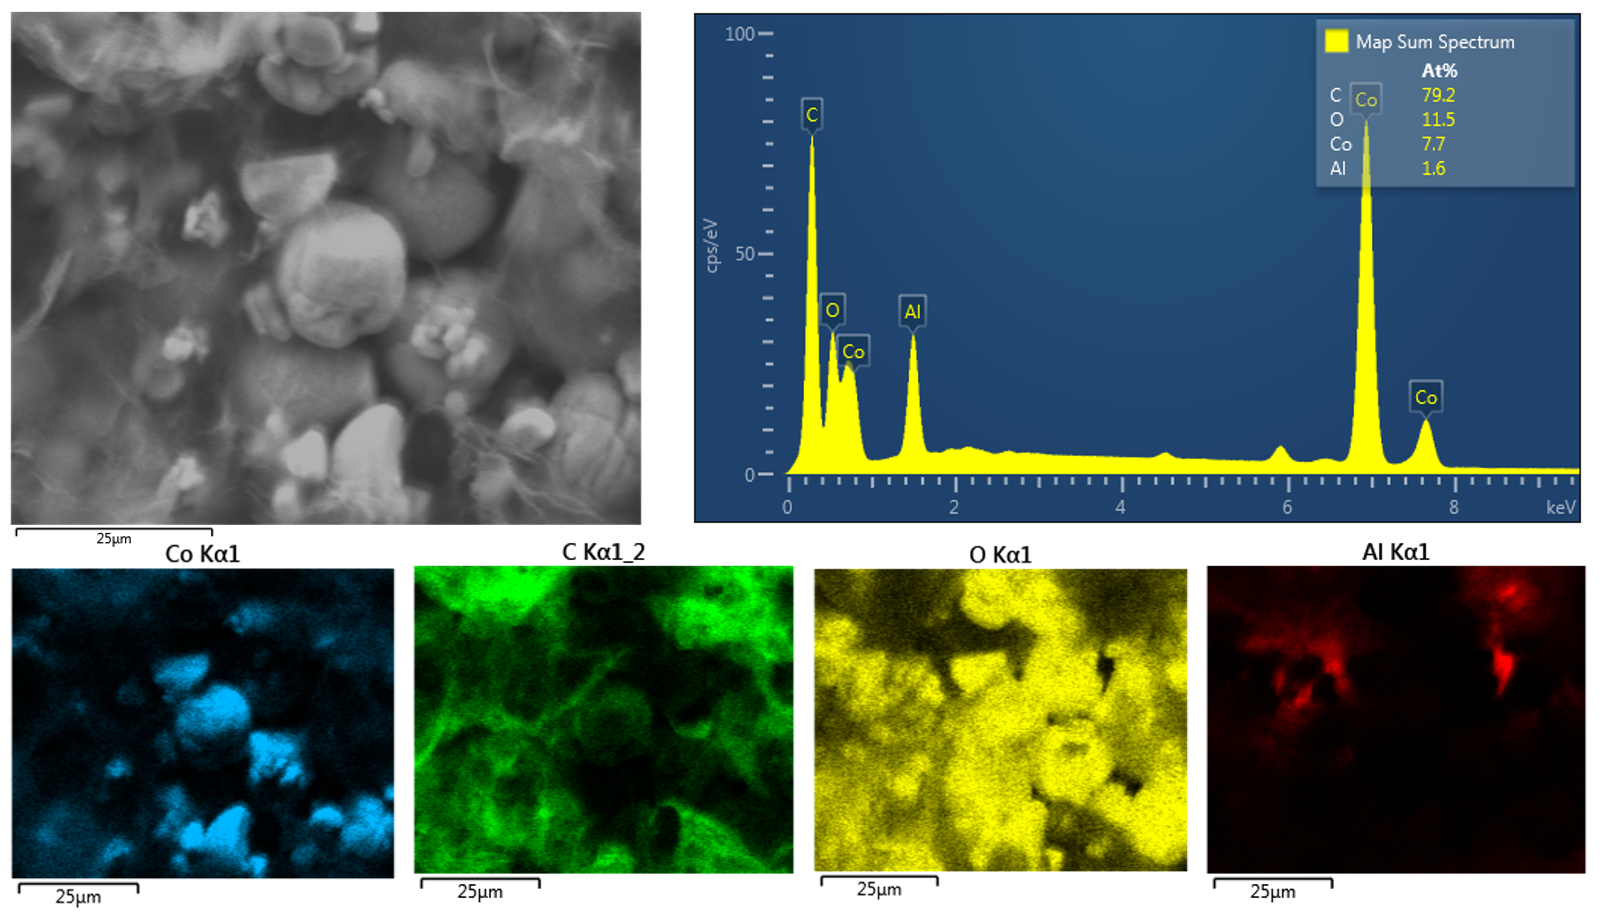 100
50
0
cps/eV
0 2 4 6 8 keV
C
O
Co
Al
Co
Co
Map Sum Spectrum
At%
C 79.2
O 11.5
Co 7.7
Al 1.6
25µm
Co Kα1
C Kα1_2
O Kα1
Al Kα1
25µm
25µm
25µm
25µm